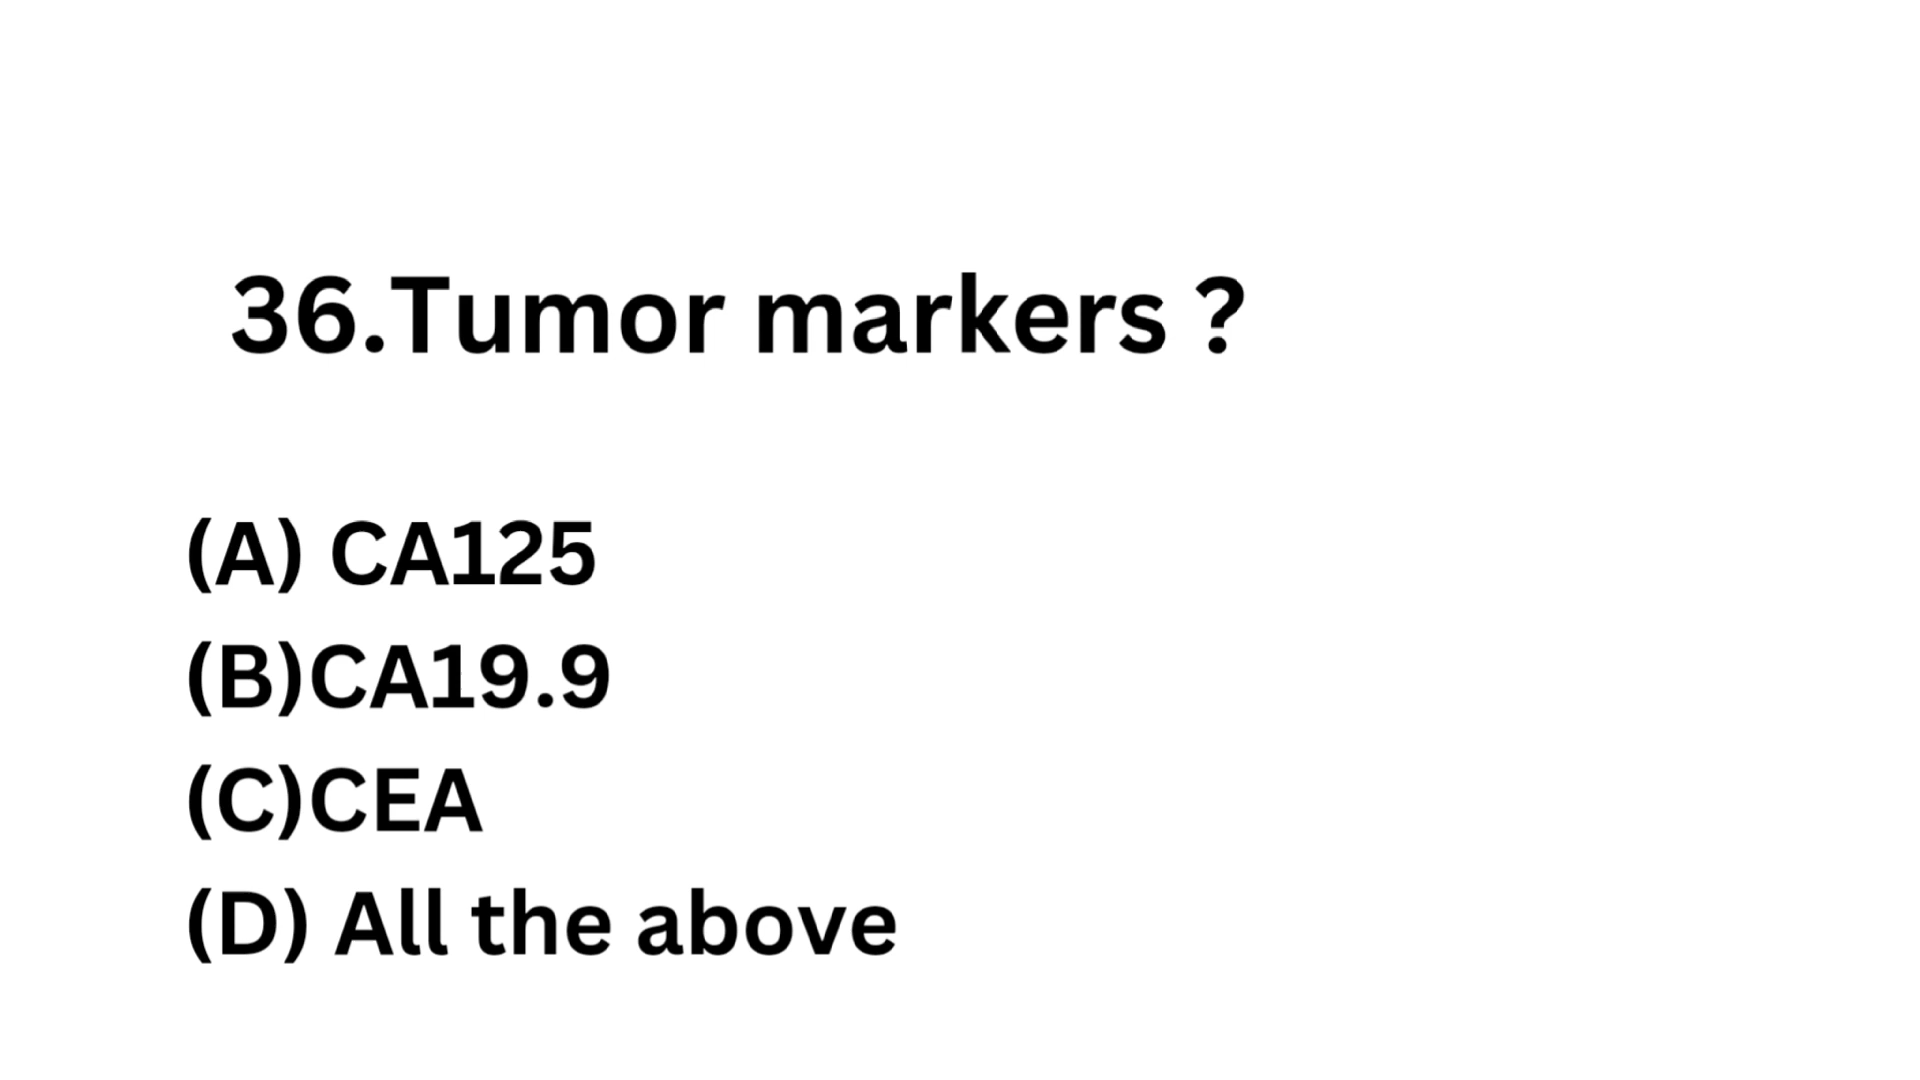 36.Tumor markers ?
(A) CA125
(B)CA19.9
(C)CEA
(D) All the above